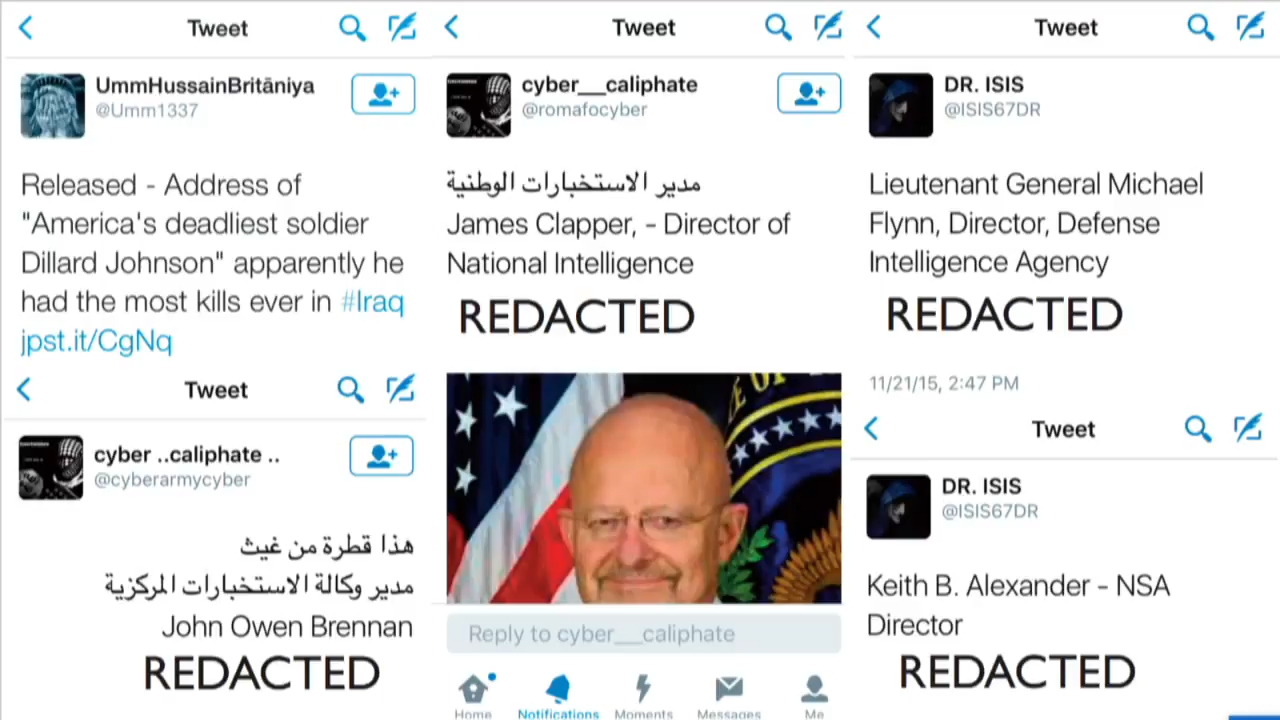 Tweet
UmmHussainBritāniya
@Umm1337
Released - Address of
"America's deadliest soldier
Dillard Johnson" apparently he
had the most kills ever in #Iraq
jpst.it/CgNq
Tweet
cyber ..caliphate ..
@cyberarmycyber
هذا قطرة من غيث
مدير وكالة الاستخبارات المركزية
John Owen Brennan
REDACTED
Tweet
cyber__caliphate
@romafocyber
مدير الاستخبارات الوطنية
James Clapper, - Director of
National Intelligence
REDACTED
Reply to cyber__caliphate
Home Notifications Moments Messages Me
Tweet
DR. ISIS
@ISIS67DR
Lieutenant General Michael
Flynn, Director, Defense
Intelligence Agency
REDACTED
11/21/15, 2:47 PM
Tweet
DR. ISIS
@ISIS67DR
Keith B. Alexander - NSA
Director
REDACTED